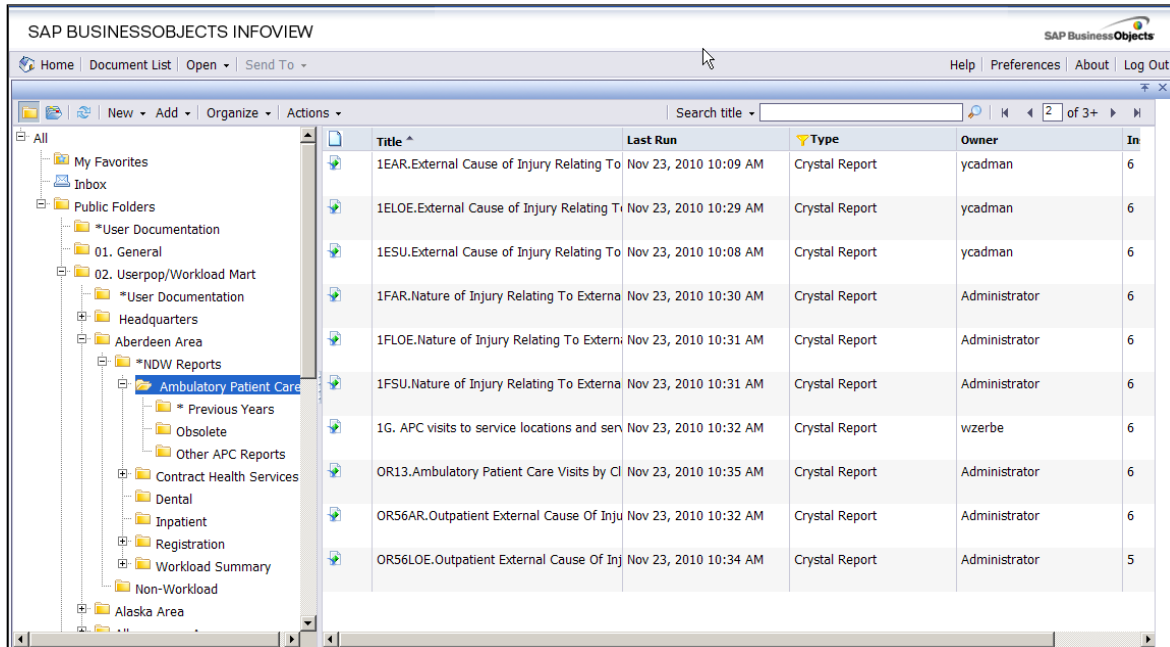 SAP BUSINESSOBJECTS INFOVIEW
SAP BusinessObjects
Home Document List Open Send To Help Preferences About Log Out
New Add Organize Actions Search title 2 of 3+
All
My Favorites
Inbox
Public Folders
*User Documentation
01. General
02. Userpop/Workload Mart
*User Documentation
Headquarters
Aberdeen Area
*NDW Reports
Ambulatory Patient Care
* Previous Years
Obsolete
Other APC Reports
Contract Health Services
Dental
Inpatient
Registration
Workload Summary
Non-Workload
Alaska Area
Title Last Run Type Owner In
1EAR.External Cause of Injury Relating To Nov 23, 2010 10:09 AM Crystal Report ycadman 6
1ELOE.External Cause of Injury Relating T Nov 23, 2010 10:29 AM Crystal Report ycadman 6
1ESU.External Cause of Injury Relating To Nov 23, 2010 10:08 AM Crystal Report ycadman 6
1FAR.Nature of Injury Relating To Externa Nov 23, 2010 10:30 AM Crystal Report Administrator 6
1FLOE.Nature of Injury Relating To Extern Nov 23, 2010 10:31 AM Crystal Report Administrator 6
1FSU.Nature of Injury Relating To Externa Nov 23, 2010 10:31 AM Crystal Report Administrator 6
1G. APC visits to service locations and serv Nov 23, 2010 10:32 AM Crystal Report wzerbe 6
OR13.Ambulatory Patient Care Visits by Cl Nov 23, 2010 10:35 AM Crystal Report Administrator 6
OR56AR.Outpatient External Cause Of Inju Nov 23, 2010 10:32 AM Crystal Report Administrator 6
OR56LOE.Outpatient External Cause Of Inj Nov 23, 2010 10:34 AM Crystal Report Administrator 5